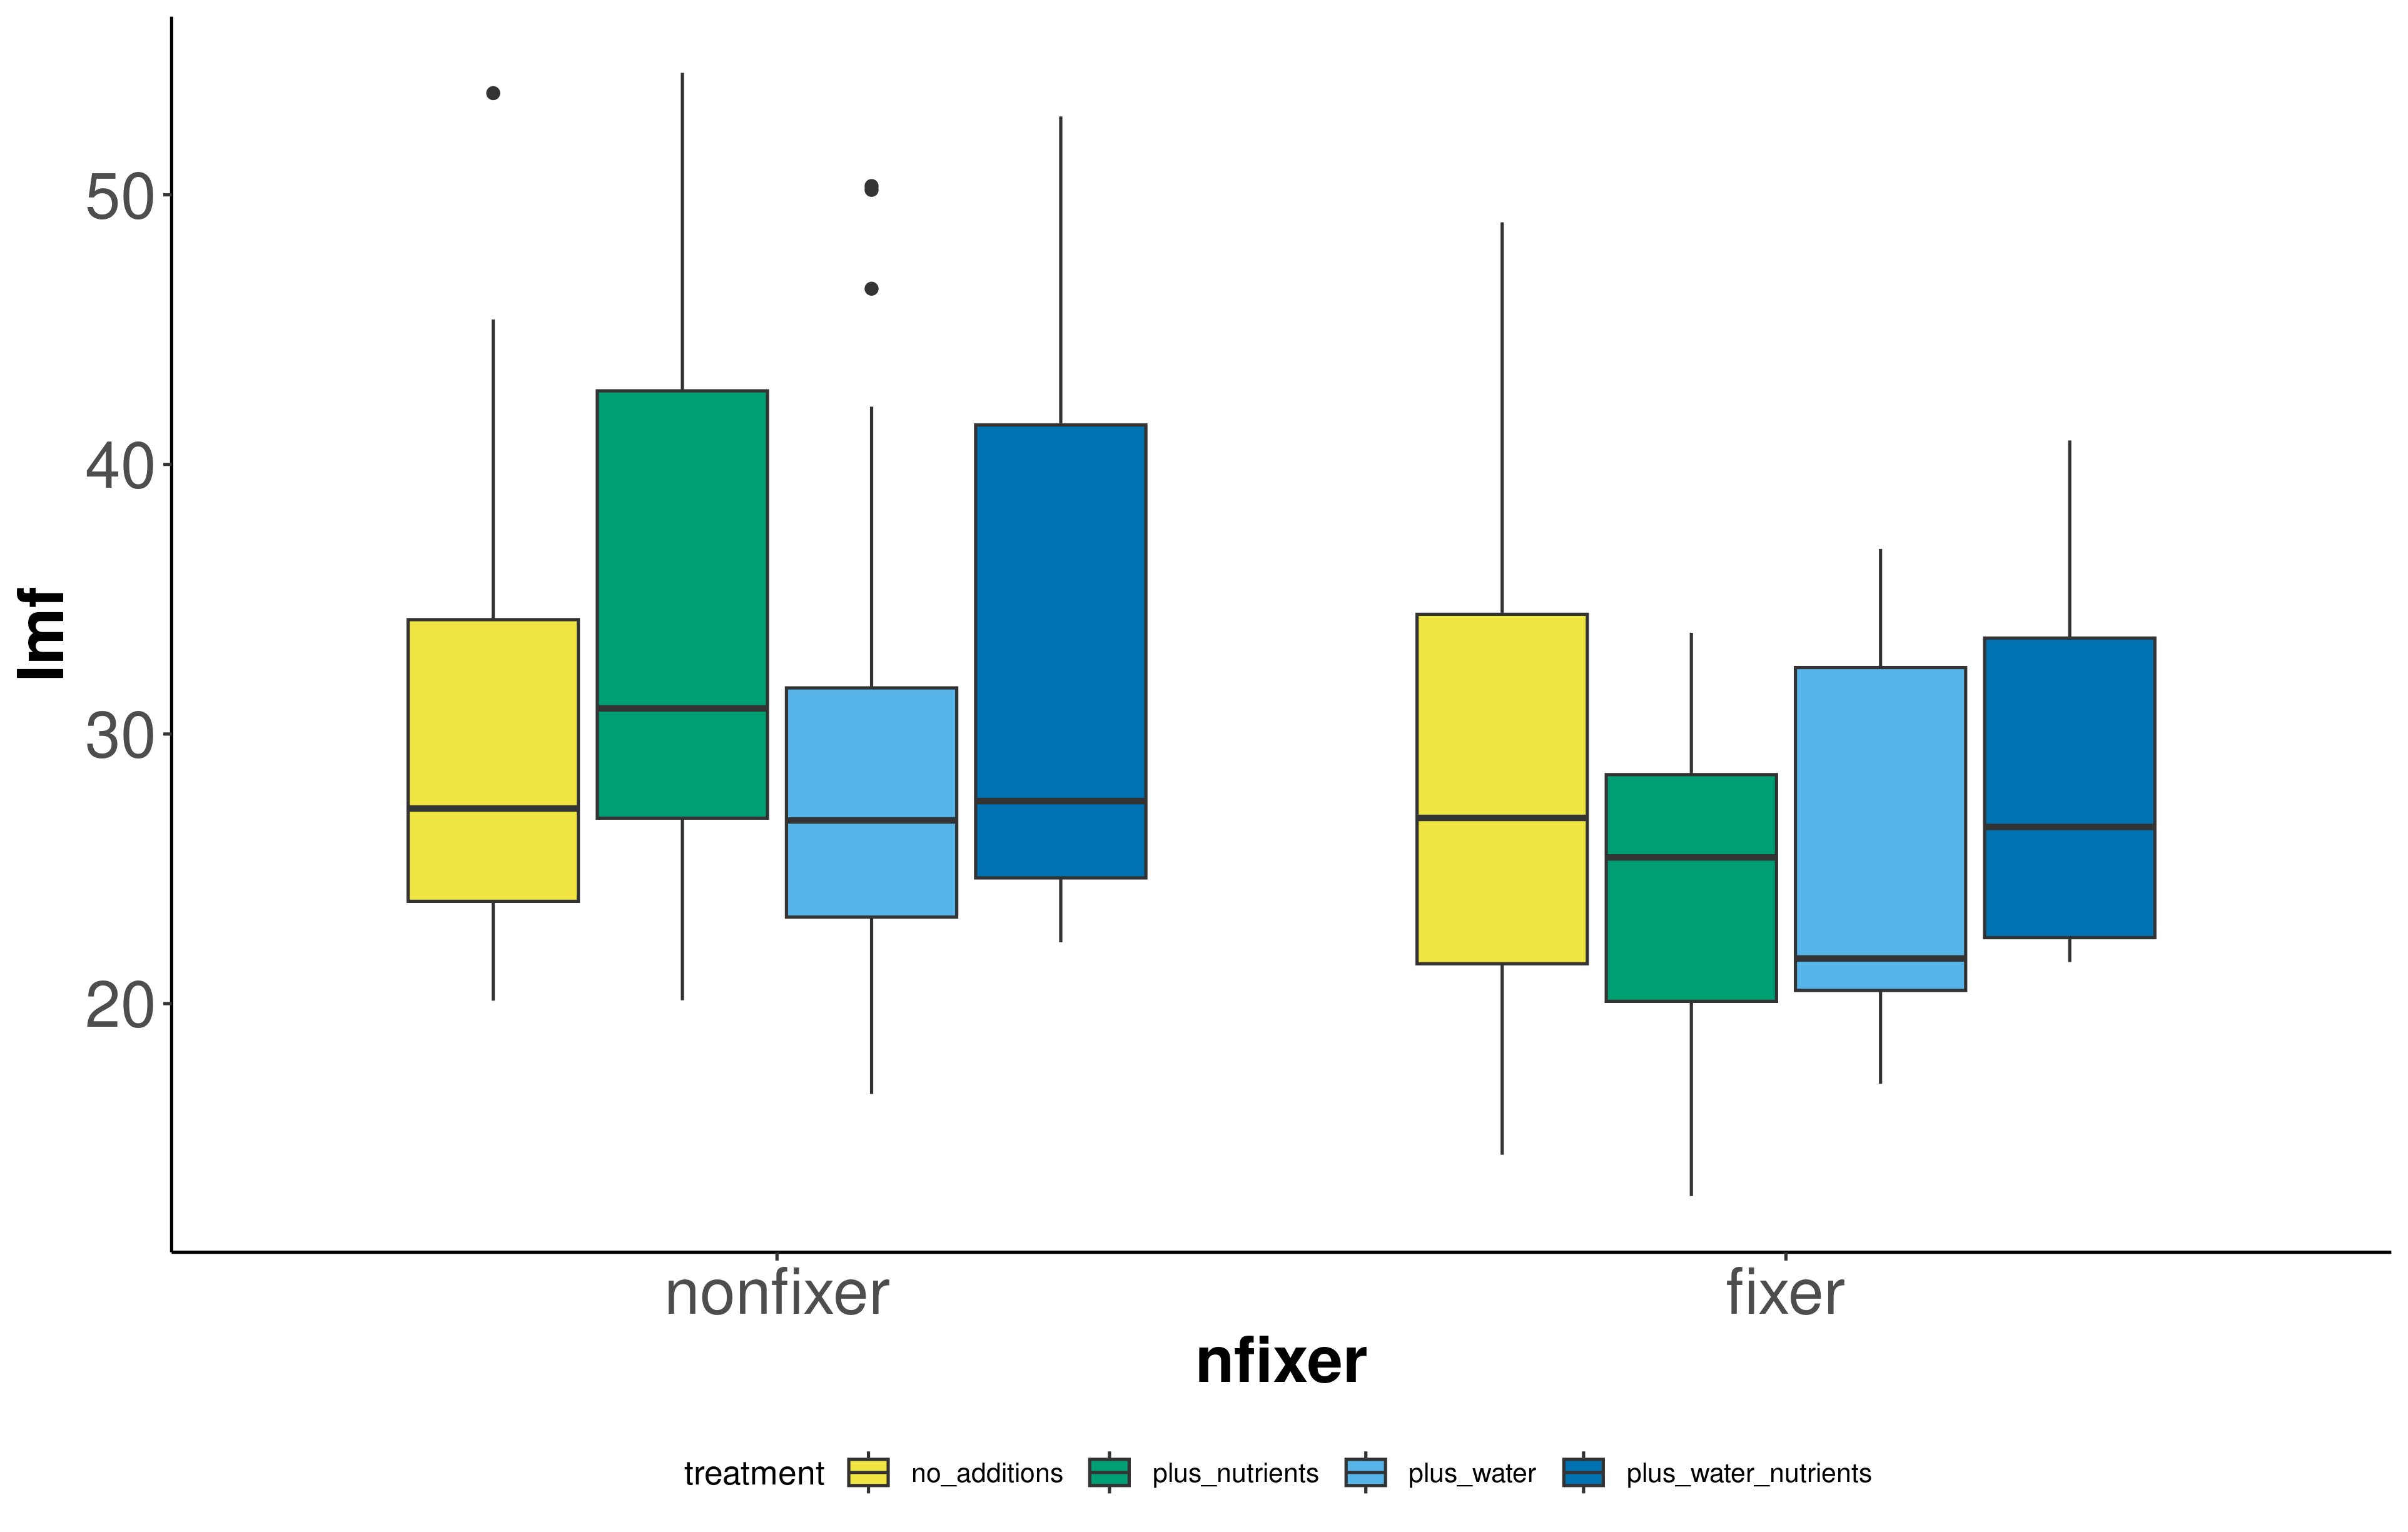 lmf
50
40
30
20
nonfixer fixer
nfixer
treatment no_additions plus_nutrients plus_water plus_water_nutrients